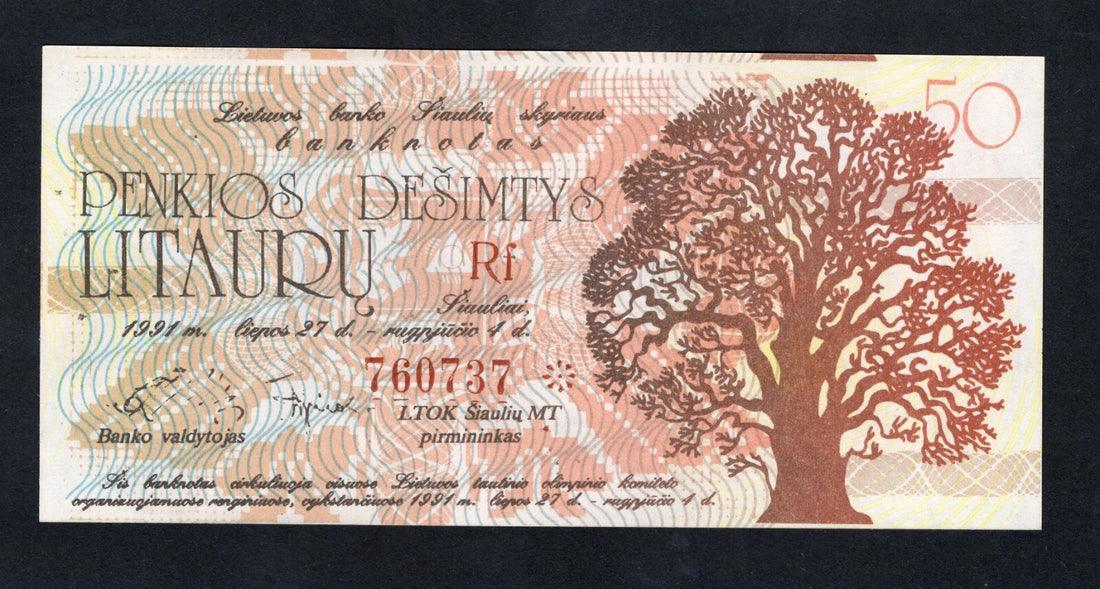 Lietuvos banko Šiaulių skyriaus
banknotas
50
PENKIOS DEŠIMTYS
LITAURŲ
Rf
Šiauliai,
1991 m. liepos 27 d. - rugpjūčio 4 d.
760737
LTOK Šiaulių MT
Banko valdytojas pirmininkas
Šis banknotas cirkuliuoja visuose Lietuvos tautinio olimpinio komiteto
organizuojamuose renginiuose, vykstančiuose 1991 m. liepos 27 d. - rugpjūčio 4 d.